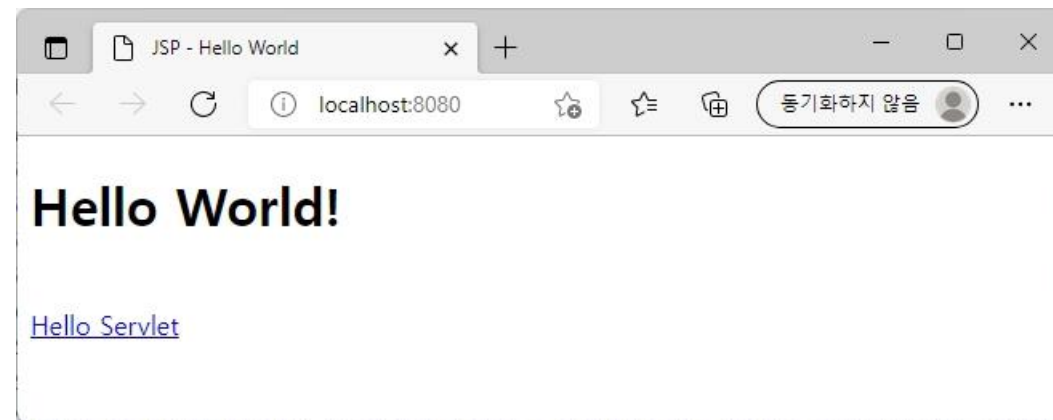 JSP - Hello World
localhost:8080
동기화하지 않음
Hello World!
Hello Servlet